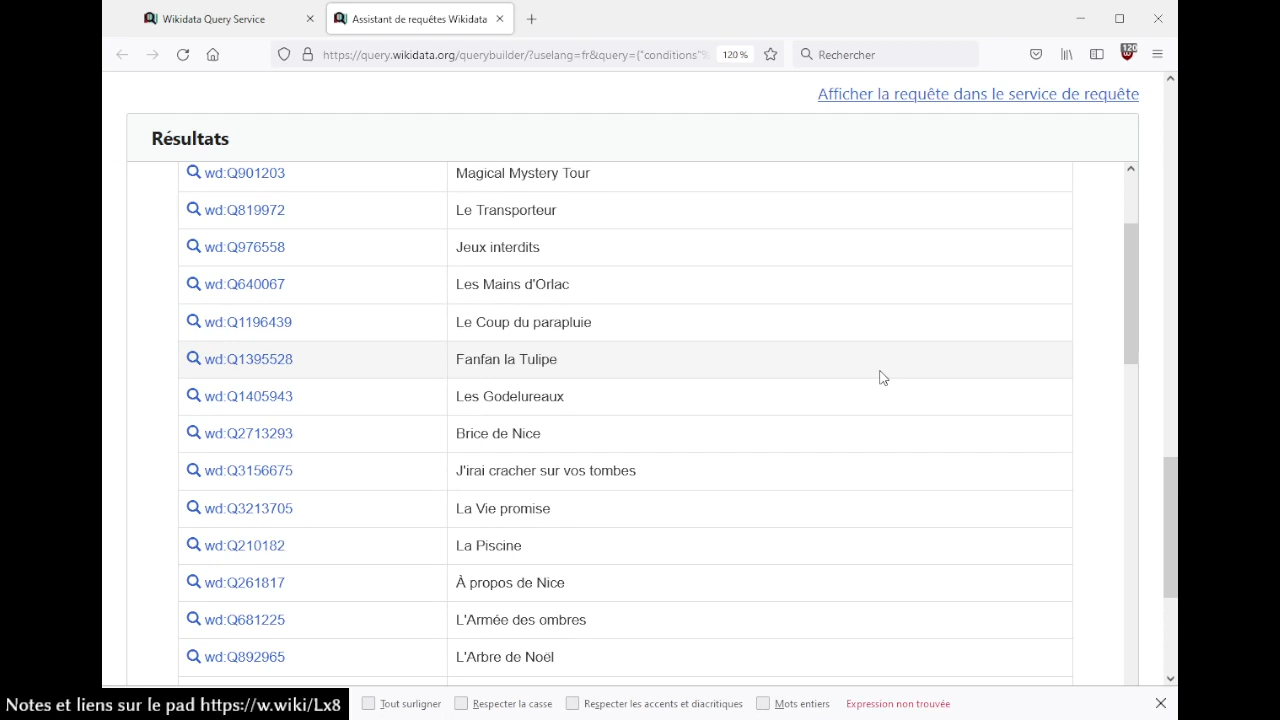 Wikidata Query Service
Assistant de requêtes Wikidata
https://query.wikidata.org/querybuilder/?uselang=fr&query={"conditions"%
120 %
Rechercher
120
Afficher la requête dans le service de requête
Résultats
wd:Q901203 Magical Mystery Tour
wd:Q819972 Le Transporteur
wd:Q976558 Jeux interdits
wd:Q640067 Les Mains d'Orlac
wd:Q1196439 Le Coup du parapluie
wd:Q1395528 Fanfan la Tulipe
wd:Q1405943 Les Godelureaux
wd:Q2713293 Brice de Nice
wd:Q3156675 J'irai cracher sur vos tombes
wd:Q3213705 La Vie promise
wd:Q210182 La Piscine
wd:Q261817 À propos de Nice
wd:Q681225 L'Armée des ombres
wd:Q892965 L'Arbre de Noël
Notes et liens sur le pad https://w.wiki/Lx8
Tout surligner Respecter la casse Respecter les accents et diacritiques Mots entiers Expression non trouvée